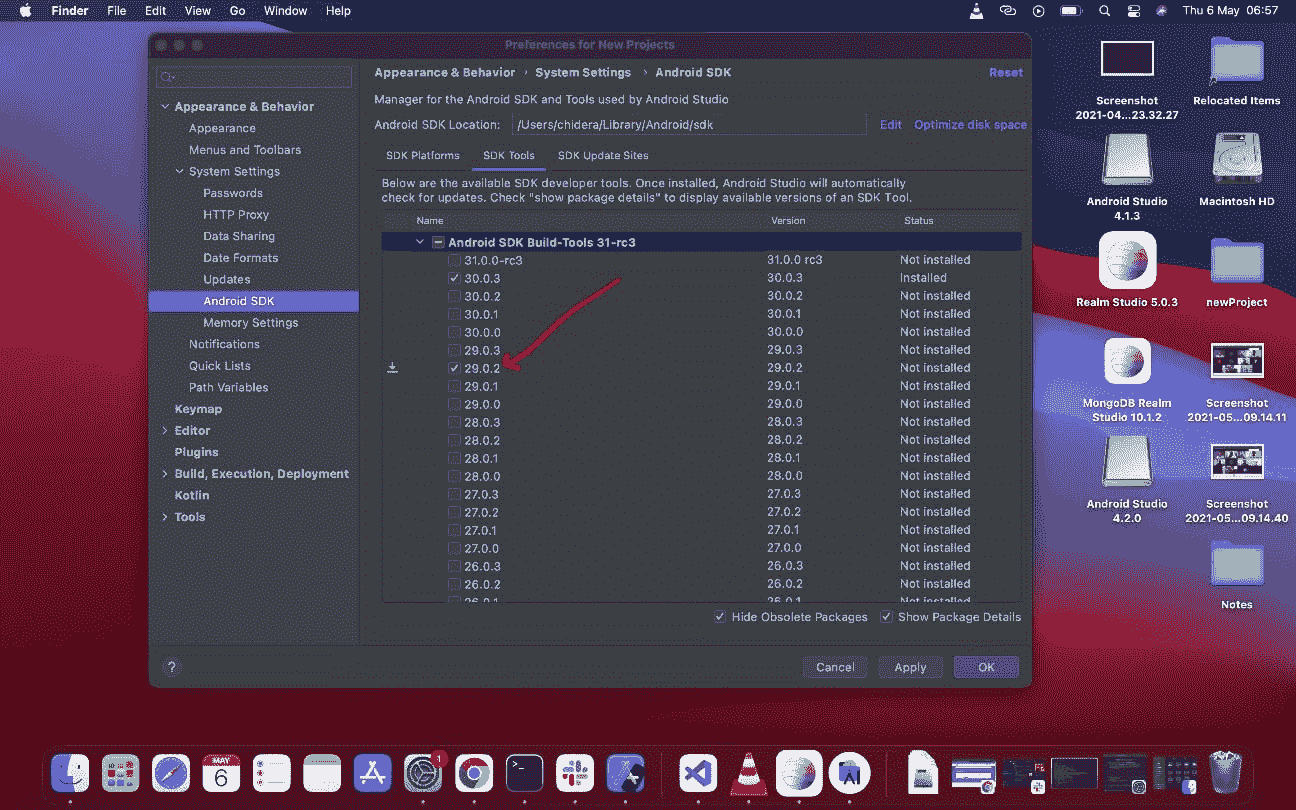 Finder File Edit View Go Window Help Thu 6 May 06:57
Preferences for New Projects
Appearance & Behavior › System Settings › Android SDK Reset
Manager for the Android SDK and Tools used by Android Studio
Android SDK Location: /Users/chidera/Library/Android/sdk Edit Optimize disk space
SDK Platforms SDK Tools SDK Update Sites
Below are the available SDK developer tools. Once installed, Android Studio will automatically
check for updates. Check "show package details" to display available versions of an SDK Tool.
Name Version Status
Android SDK Build-Tools 31-rc3
31.0.0-rc3 31.0.0 rc3 Not installed
30.0.3 30.0.3 Installed
30.0.2 30.0.2 Not installed
30.0.1 30.0.1 Not installed
30.0.0 30.0.0 Not installed
29.0.3 29.0.3 Not installed
29.0.2 29.0.2 Not installed
29.0.1 29.0.1 Not installed
29.0.0 29.0.0 Not installed
28.0.3 28.0.3 Not installed
28.0.2 28.0.2 Not installed
28.0.1 28.0.1 Not installed
28.0.0 28.0.0 Not installed
27.0.3 27.0.3 Not installed
27.0.2 27.0.2 Not installed
27.0.1 27.0.1 Not installed
27.0.0 27.0.0 Not installed
26.0.3 26.0.3 Not installed
26.0.2 26.0.2 Not installed
26.0.1 26.0.1 Not installed
Hide Obsolete Packages Show Package Details
? Cancel Apply OK
Appearance & Behavior
Appearance
Menus and Toolbars
System Settings
Passwords
HTTP Proxy
Data Sharing
Date Formats
Updates
Android SDK
Memory Settings
Notifications
Quick Lists
Path Variables
Keymap
Editor
Plugins
Build, Execution, Deployment
Kotlin
Tools
Screenshot
2021-04...23.32.27
Relocated Items
Android Studio
4.1.3
Macintosh HD
Realm Studio 5.0.3
newProject
MongoDB Realm
Studio 10.1.2
Screenshot
2021-05...09.14.11
Android Studio
4.2.0
Screenshot
2021-05...09.14.40
Notes
MAY
6
1
AI